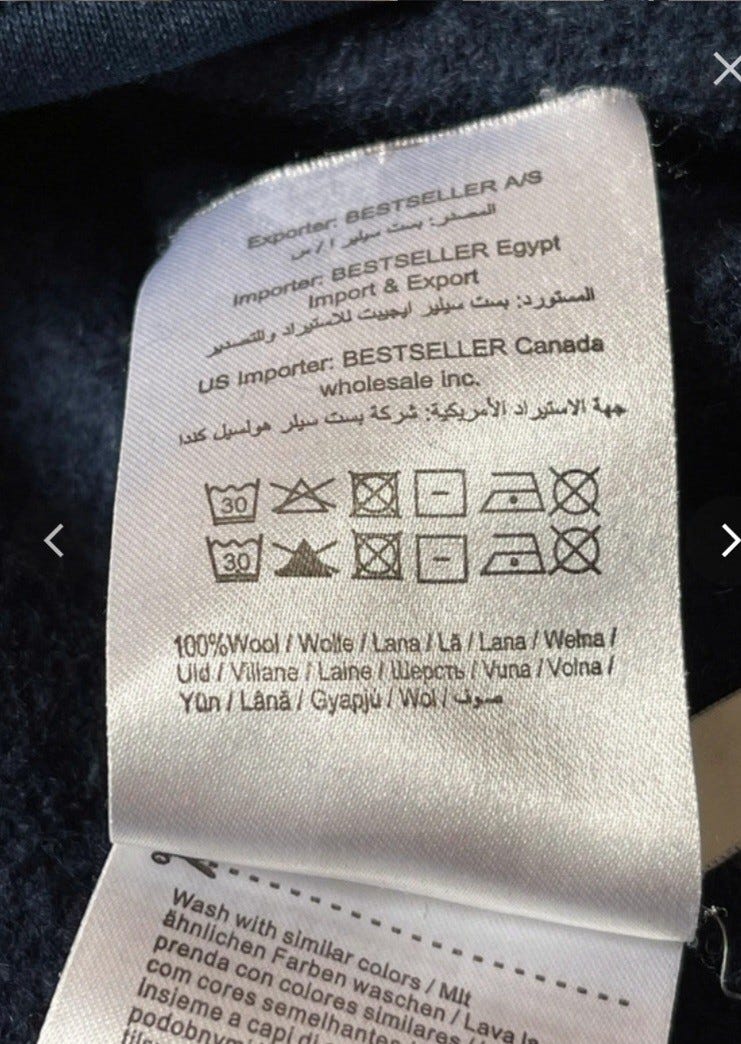 Exporter: BESTSELLER A/S
المصدر: بست سيلير ا / س
Importer: BESTSELLER Egypt
Import & Export
المستورد: بست سيلير ايجيبت للاستيراد والتصدير
US Importer: BESTSELLER Canada
wholesale inc.
جهة الاستيراد الأمريكية: شركة بست سيلر هولسيل كندا
30
30
100%Wool / Wolle / Lana / Lã / Lana / Wełna /
Uld / Villane / Laine / Шерсть / Vuna / Volna /
Yün / Lână / Gyapjú / Wol / صوف
Wash with similar colors / Mit
ähnlichen Farben waschen / Lava la
prenda con colores similares /
com cores semelhantes
Insieme a capi di
podobnym